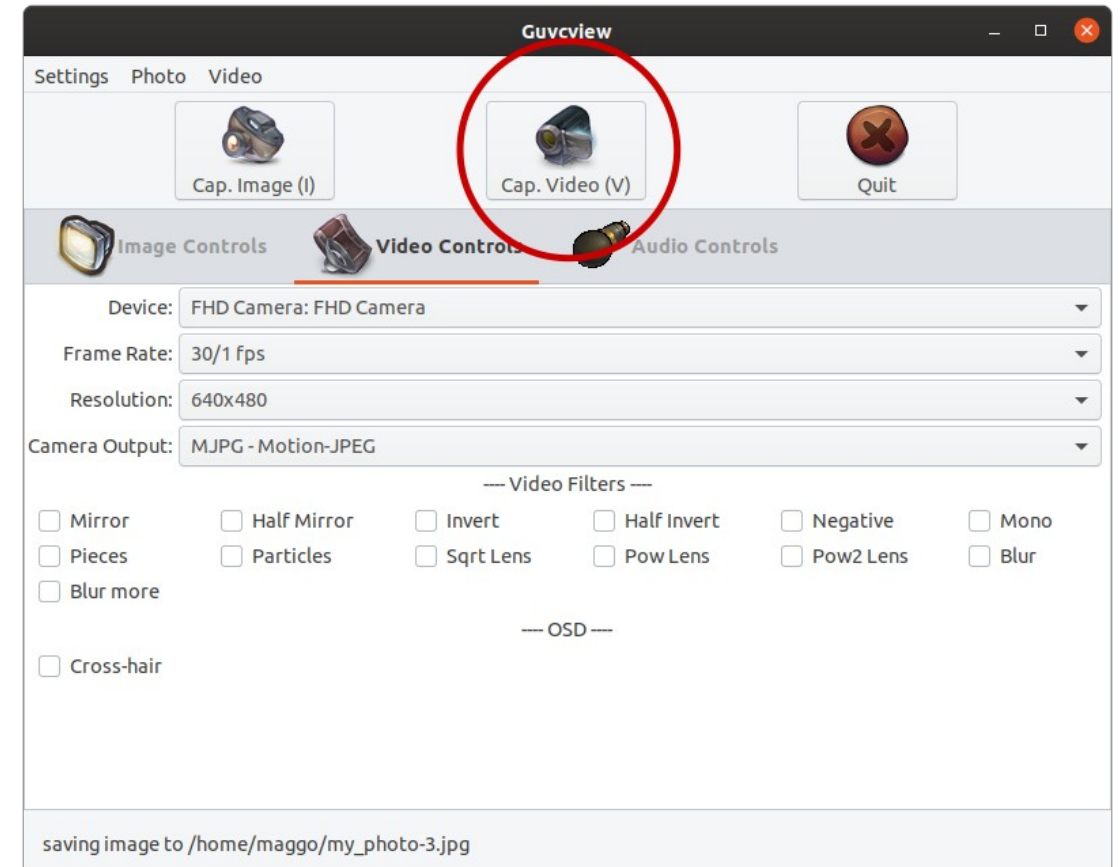 Guvcview
Settings Photo Video
Cap. Image (I) Cap. Video (V) Quit
Image Controls Video Controls Audio Controls
Device: FHD Camera: FHD Camera
Frame Rate: 30/1 fps
Resolution: 640x480
Camera Output: MJPG - Motion-JPEG
---- Video Filters ----
Mirror Half Mirror Invert Half Invert Negative Mono
Pieces Particles Sqrt Lens Pow Lens Pow2 Lens Blur
Blur more
---- OSD ----
Cross-hair
saving image to /home/maggo/my_photo-3.jpg